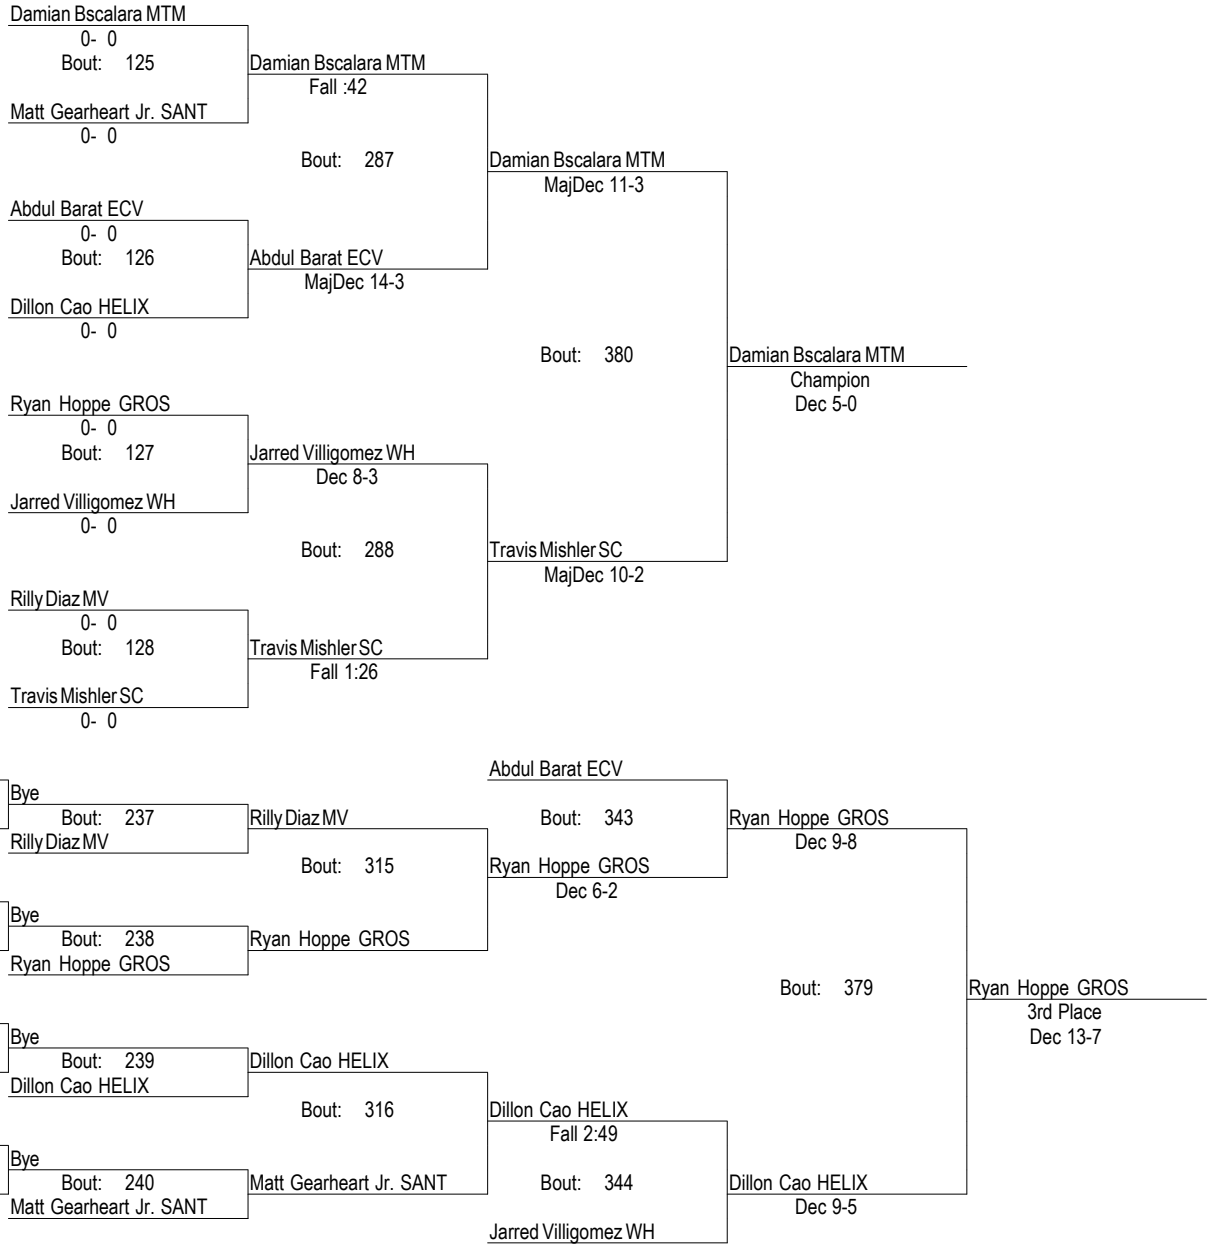 Damian Bscalara MTM
0- 0
Bout: 125
Damian Bscalara MTM
Fall :42
Matt Gearheart Jr. SANT
0- 0
Bout: 287
Damian Bscalara MTM
MajDec 11-3
Abdul Barat ECV
0- 0
Bout: 126
Abdul Barat ECV
MajDec 14-3
Dillon Cao HELIX
0- 0
Bout: 380
Damian Bscalara MTM
Champion
Dec 5-0
Ryan Hoppe GROS
0- 0
Bout: 127
Jarred Villigomez WH
Dec 8-3
Jarred Villigomez WH
0- 0
Bout: 288
Travis Mishler SC
MajDec 10-2
Rilly Diaz MV
0- 0
Bout: 128
Travis Mishler SC
Fall 1:26
Travis Mishler SC
0- 0
Abdul Barat ECV
Bye
Bout: 237
Rilly Diaz MV
Rilly Diaz MV
Bout: 343
Ryan Hoppe GROS
Dec 9-8
Bout: 315
Ryan Hoppe GROS
Dec 6-2
Bye
Bout: 238
Ryan Hoppe GROS
Ryan Hoppe GROS
Bout: 379
Ryan Hoppe GROS
3rd Place
Dec 13-7
Bye
Bout: 239
Dillon Cao HELIX
Dillon Cao HELIX
Bout: 316
Dillon Cao HELIX
Fall 2:49
Bye
Bout: 240
Matt Gearheart Jr. SANT
Matt Gearheart Jr. SANT
Bout: 344
Dillon Cao HELIX
Dec 9-5
Jarred Villigomez WH